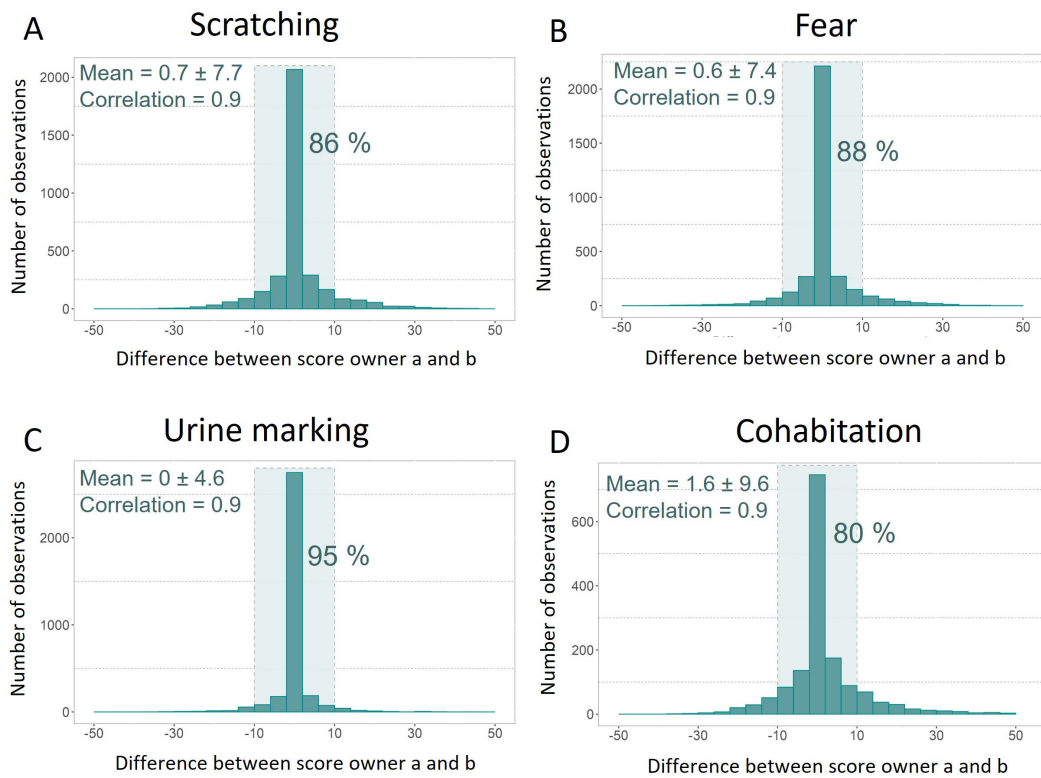 A
Scratching
Mean = 0.7 ± 7.7
Correlation = 0.9
86 %
Number of observations
2000
1500
1000
500
0
-50 -30 -10 10 30 50
Difference between score owner a and b
B
Fear
Mean = 0.6 ± 7.4
Correlation = 0.9
88 %
Number of observations
2000
1500
1000
500
0
-50 -30 -10 10 30 50
Difference between score owner a and b
C
Urine marking
Mean = 0 ± 4.6
Correlation = 0.9
95 %
Number of observations
2000
1000
0
-50 -30 -10 10 30 50
Difference between score owner a and b
D
Cohabitation
Mean = 1.6 ± 9.6
Correlation = 0.9
80 %
Number of observations
600
400
200
0
-50 -30 -10 10 30 50
Difference between score owner a and b